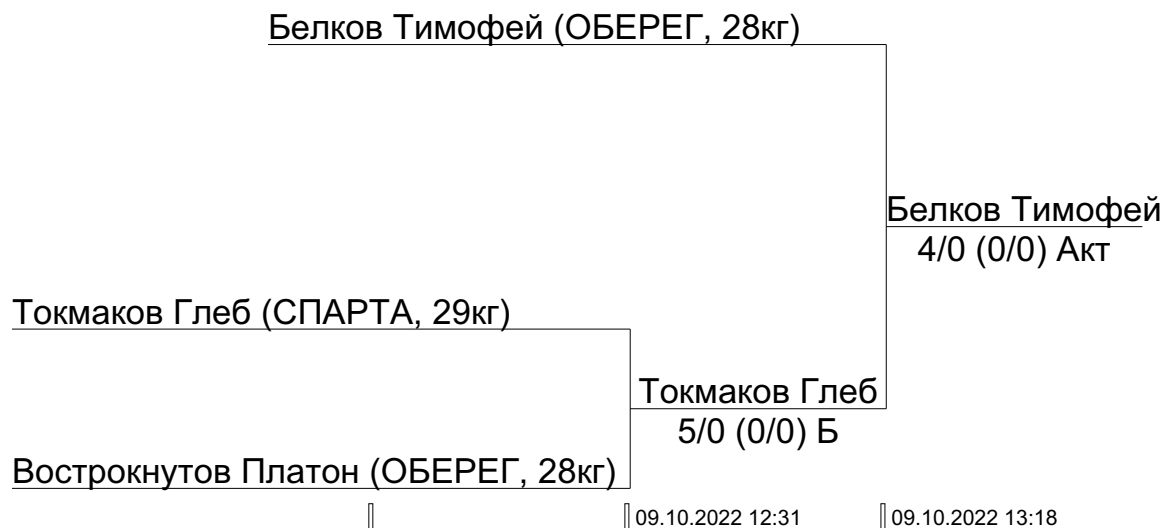 Белков Тимофей (ОБЕРЕГ, 28кг)
Белков Тимофей
4/0 (0/0) Акт
Токмаков Глеб (СПАРТА, 29кг)
Токмаков Глеб
5/0 (0/0) Б
Вострокнутов Платон (ОБЕРЕГ, 28кг)
09.10.2022 12:31
09.10.2022 13:18